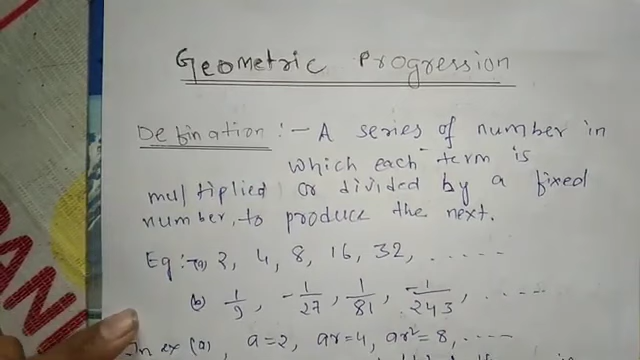 Geometric Progression
Defination :- A series of number in
which each term is
multiplied or divided by a fixed
number, to produce the next.
Eg :- (a) 2, 4, 8, 16, 32, ......
(b) 1/9, -1/27, 1/81, -1/243, ......
In ex (a), a=2, ar=4, ar²=8, ....